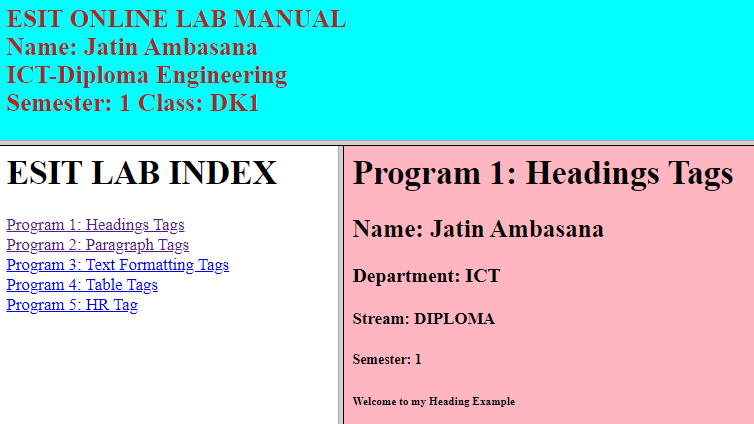 ESIT ONLINE LAB MANUAL
Name: Jatin Ambasana
ICT-Diploma Engineering
Semester: 1 Class: DK1
ESIT LAB INDEX
Program 1: Headings Tags
Program 2: Paragraph Tags
Program 3: Text Formatting Tags
Program 4: Table Tags
Program 5: HR Tag
Program 1: Headings Tags
Name: Jatin Ambasana
Department: ICT
Stream: DIPLOMA
Semester: 1
Welcome to my Heading Example